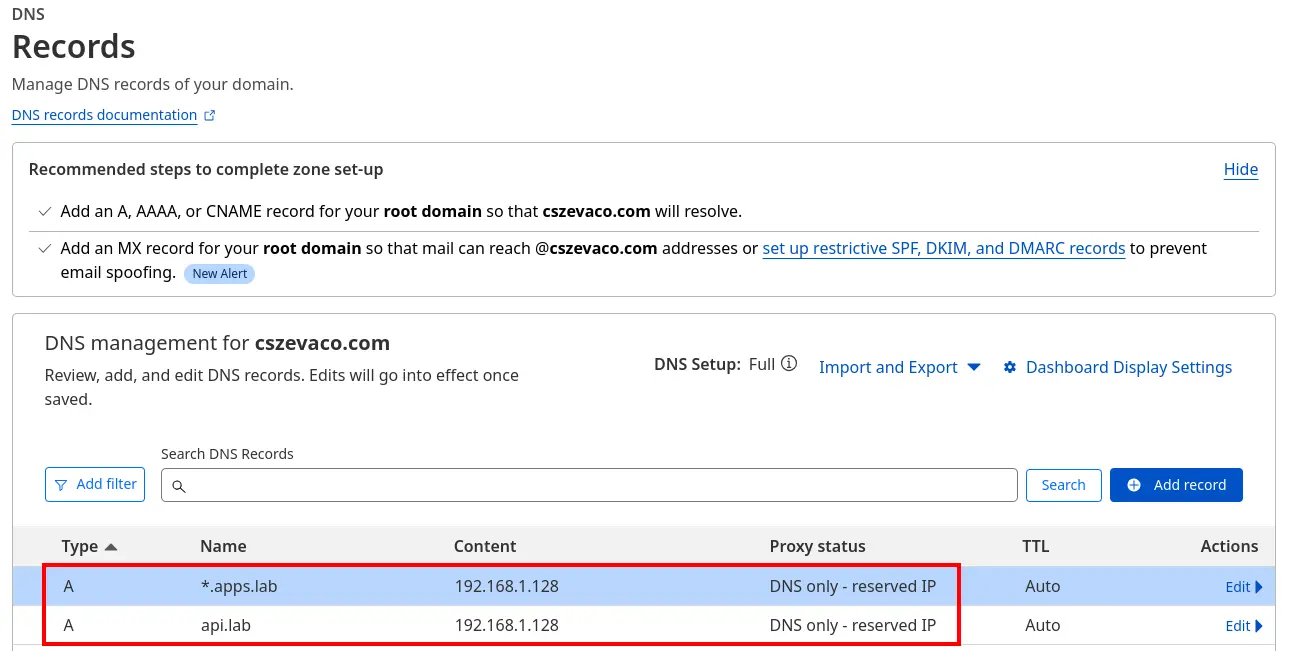 DNS
Records
Manage DNS records of your domain.
DNS records documentation
Recommended steps to complete zone set-up
Hide
Add an A, AAAA, or CNAME record for your root domain so that cszevaco.com will resolve.
Add an MX record for your root domain so that mail can reach @cszevaco.com addresses or set up restrictive SPF, DKIM, and DMARC records to prevent
email spoofing. New Alert
DNS management for cszevaco.com
Review, add, and edit DNS records. Edits will go into effect once
saved.
DNS Setup: Full
Import and Export
Dashboard Display Settings
Search DNS Records
Add filter
Search
Add record
Type Name Content Proxy status TTL Actions
A *.apps.lab 192.168.1.128 DNS only - reserved IP Auto Edit
A api.lab 192.168.1.128 DNS only - reserved IP Auto Edit